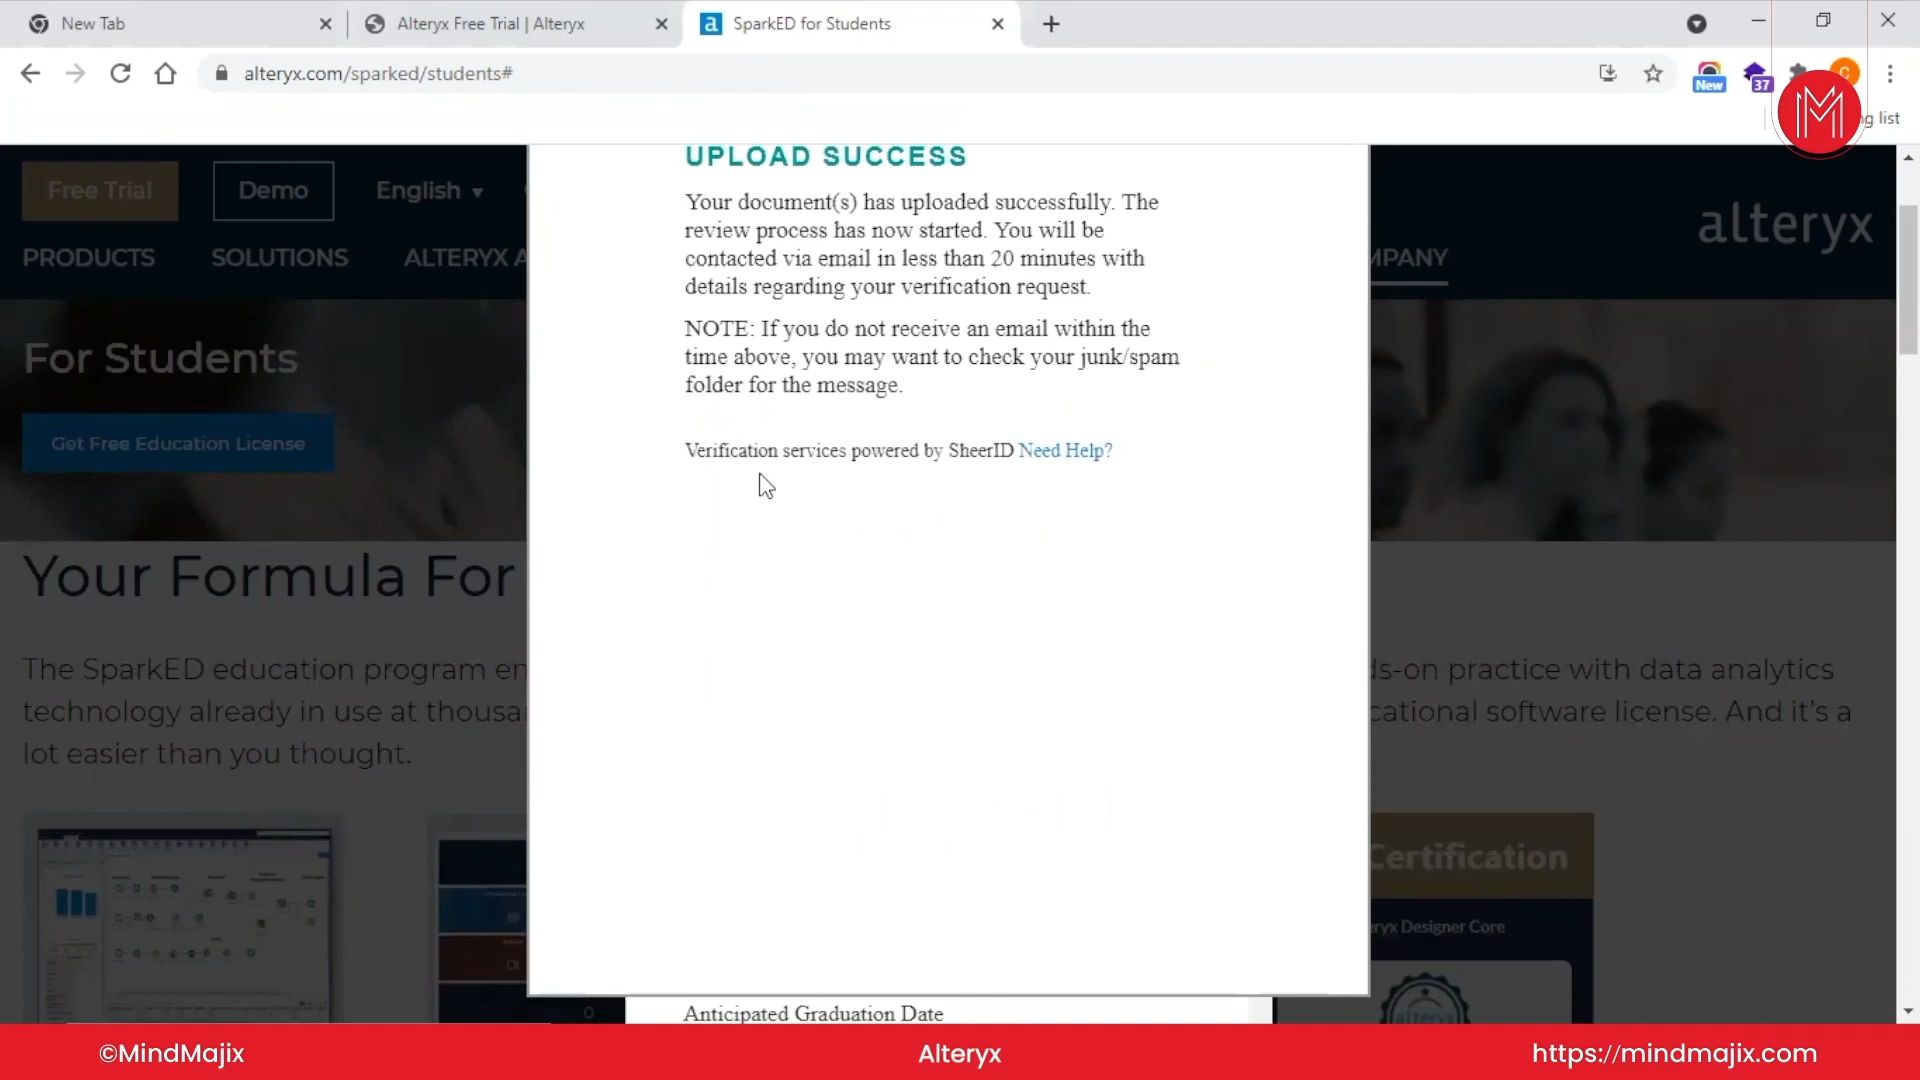 New Tab
Alteryx Free Trial | Alteryx
SparkED for Students
alteryx.com/sparked/students#
New
37
C
M
g list
Free Trial
Demo
English
PRODUCTS
SOLUTIONS
ALTERYX A
MPANY
alteryx
UPLOAD SUCCESS
Your document(s) has uploaded successfully. The
review process has now started. You will be
contacted via email in less than 20 minutes with
details regarding your verification request.
NOTE: If you do not receive an email within the
time above, you may want to check your junk/spam
folder for the message.
Verification services powered by SheerID Need Help?
For Students
Get Free Education License
Your Formula For
The SparkED education program en
ds-on practice with data analytics
technology already in use at thousa
cational software license. And it's a
lot easier than you thought.
Certification
eryx Designer Core
alteryx
Anticipated Graduation Date
©MindMajix
Alteryx
https://mindmajix.com